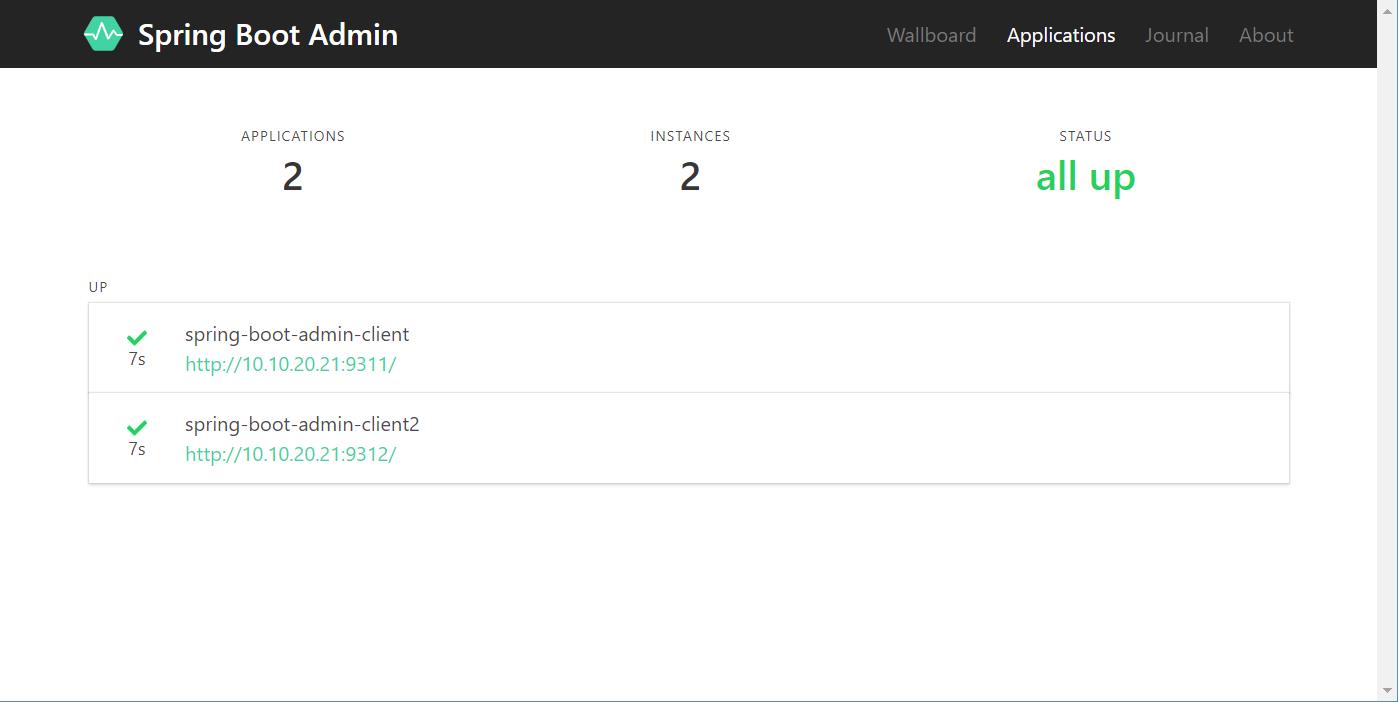 Spring Boot Admin
Wallboard Applications Journal About
APPLICATIONS INSTANCES STATUS
2 2 all up
UP
spring-boot-admin-client
http://10.10.20.21:9311/
7s
spring-boot-admin-client2
http://10.10.20.21:9312/
7s